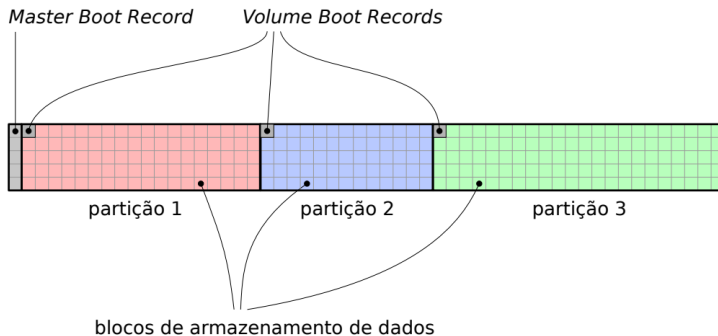 Master Boot Record
Volume Boot Records
partição 1
partição 2
partição 3
blocos de armazenamento de dados